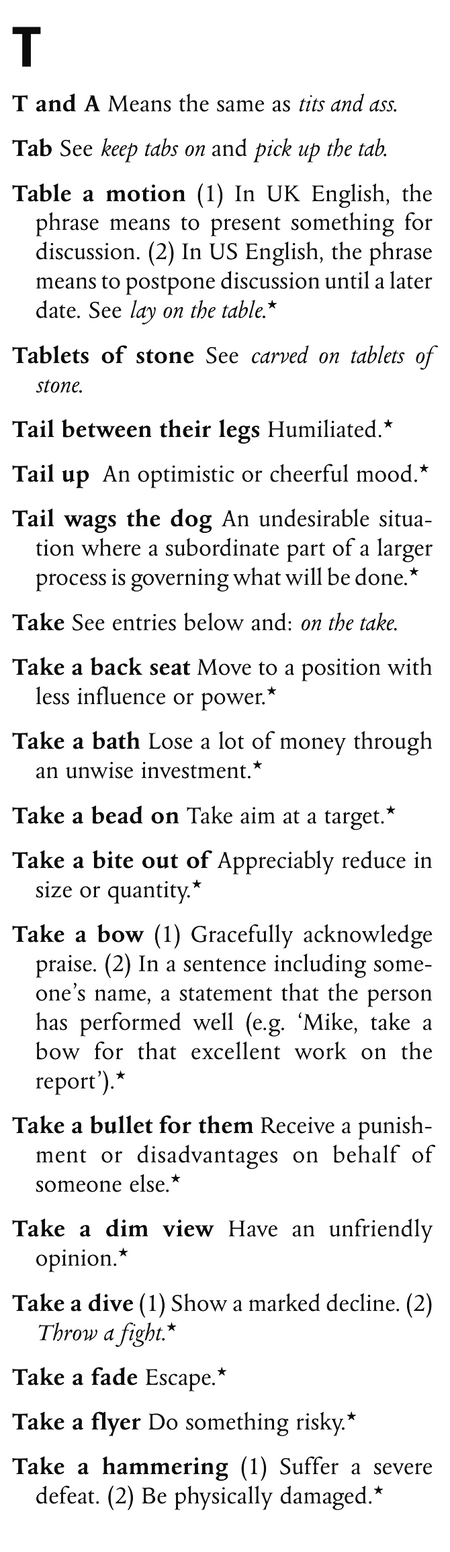 T
T and A Means the same as tits and ass.
Tab See keep tabs on and pick up the tab.
Table a motion (1) In UK English, the
phrase means to present something for
discussion. (2) In US English, the phrase
means to postpone discussion until a later
date. See lay on the table.★
Tablets of stone See carved on tablets of
stone.
Tail between their legs Humiliated.★
Tail up An optimistic or cheerful mood.★
Tail wags the dog An undesirable situa-
tion where a subordinate part of a larger
process is governing what will be done.★
Take See entries below and: on the take.
Take a back seat Move to a position with
less influence or power.★
Take a bath Lose a lot of money through
an unwise investment.★
Take a bead on Take aim at a target.★
Take a bite out of Appreciably reduce in
size or quantity.★
Take a bow (1) Gracefully acknowledge
praise. (2) In a sentence including some-
one’s name, a statement that the person
has performed well (e.g. ‘Mike, take a
bow for that excellent work on the
report’).★
Take a bullet for them Receive a punish-
ment or disadvantages on behalf of
someone else.★
Take a dim view Have an unfriendly
opinion.★
Take a dive (1) Show a marked decline. (2)
Throw a fight.★
Take a fade Escape.★
Take a flyer Do something risky.★
Take a hammering (1) Suffer a severe
defeat. (2) Be physically damaged.★